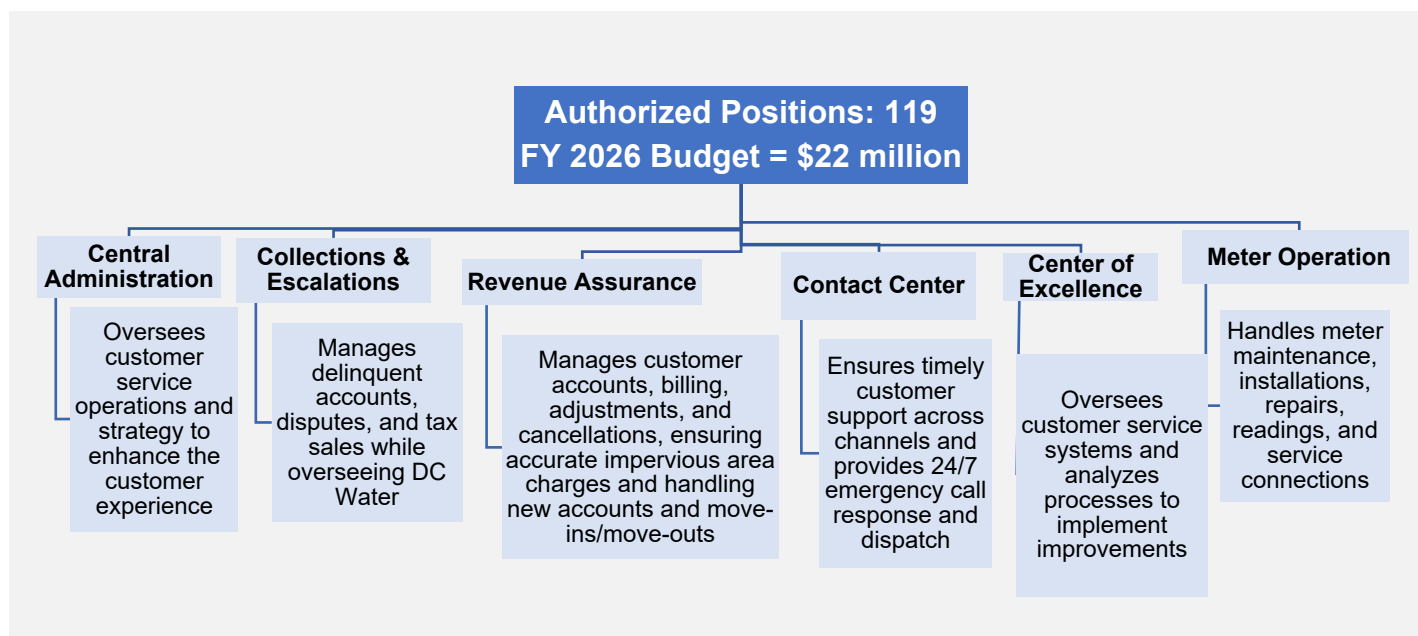 Authorized Positions: 119
FY 2026 Budget = $22 million
Central
Administration
Oversees
customer
service
operations and
strategy to
enhance the
customer
experience
Collections &
Escalations
Manages
delinquent
accounts,
disputes, and tax
sales while
overseeing DC
Water
Revenue Assurance
Manages customer
accounts, billing,
adjustments, and
cancellations, ensuring
accurate impervious area
charges and handling
new accounts and move-
ins/move-outs
Contact Center
Ensures timely
customer
support across
channels and
provides 24/7
emergency call
response and
dispatch
Center of
Excellence
Oversees
customer service
systems and
analyzes
processes to
implement
improvements
Meter Operation
Handles meter
maintenance,
installations,
repairs,
readings, and
service
connections